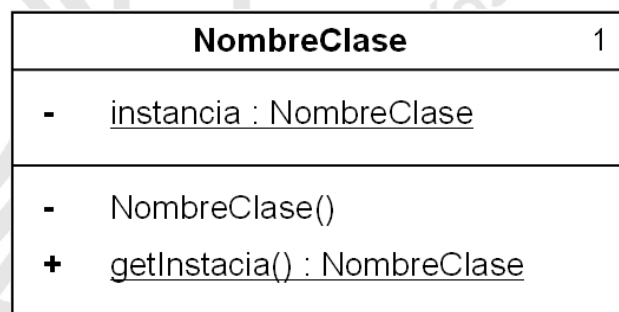 NombreClase 1
- instancia : NombreClase
- NombreClase()
+ getInstacia() : NombreClase